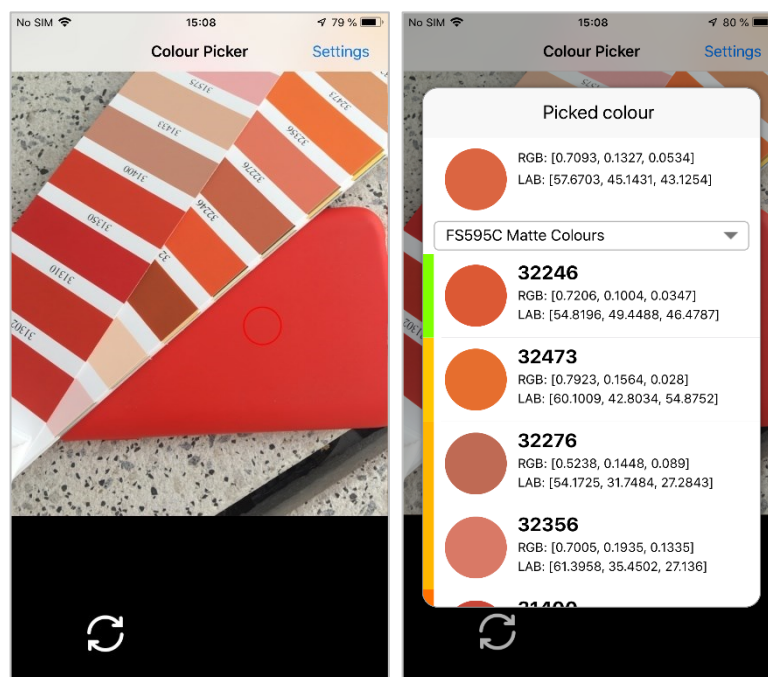 No SIM 15:08 79 %
Colour Picker Settings
31575
31433
31400
31350
31310
31302
32473
32356
32276
32246
32
No SIM 15:08 80 %
Colour Picker Settings
Picked colour
RGB: [0.7093, 0.1327, 0.0534]
LAB: [57.6703, 45.1431, 43.1254]
FS595C Matte Colours
32246
RGB: [0.7206, 0.1004, 0.0347]
LAB: [54.8196, 49.4488, 46.4787]
32473
RGB: [0.7923, 0.1564, 0.028]
LAB: [60.1009, 42.8034, 54.8752]
32276
RGB: [0.5238, 0.1448, 0.089]
LAB: [54.1725, 31.7484, 27.2843]
32356
RGB: [0.7005, 0.1935, 0.1335]
LAB: [61.3958, 35.4502, 27.136]
31400